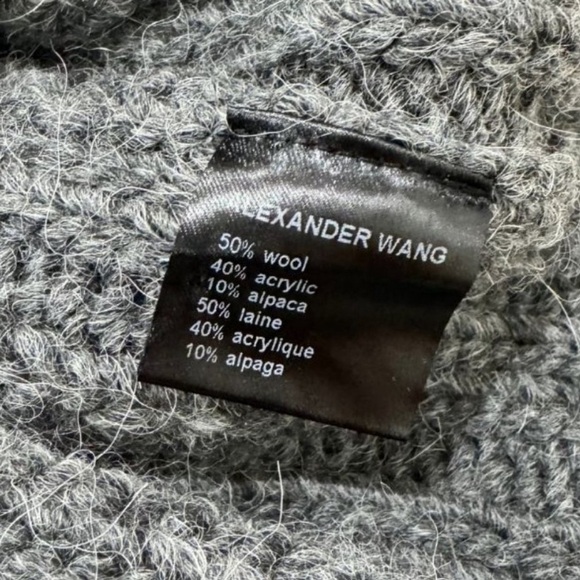 ALEXANDER WANG
50% wool
40% acrylic
10% alpaca
50% laine
40% acrylique
10% alpaga